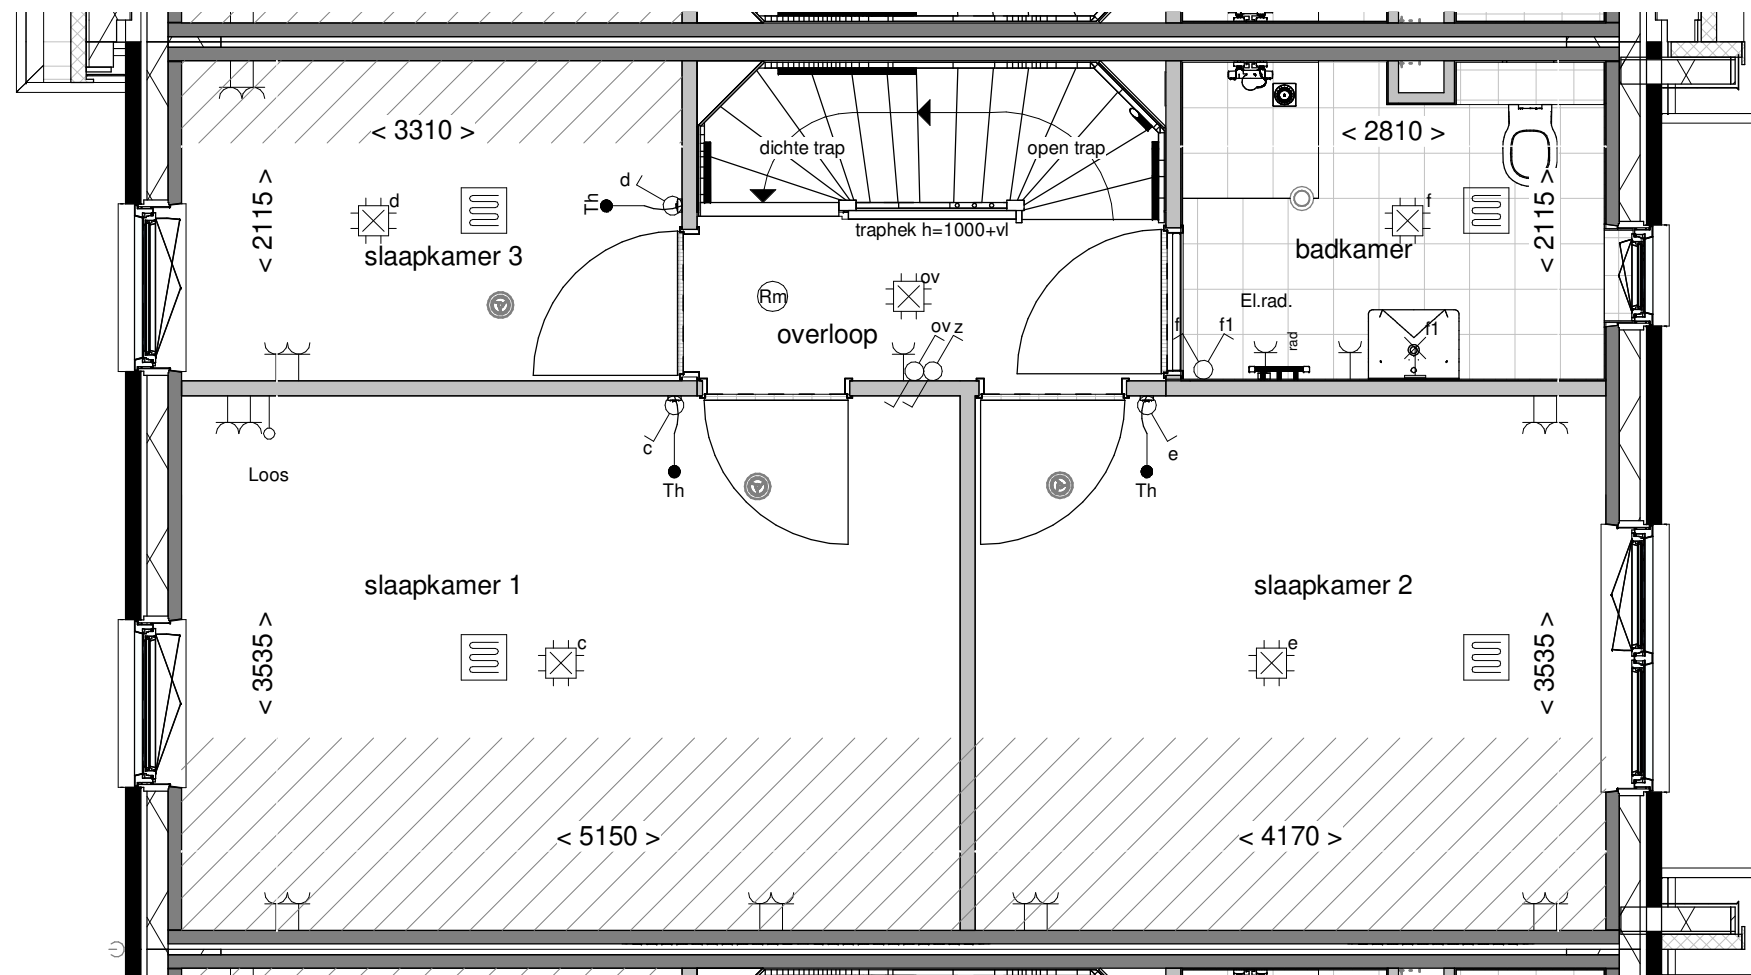 < 3310 >
< 2810 >
dichte trap
open trap
< 2115 >
d
d
Th
f
< 2115 >
traphek h=1000+vl
slaapkamer 3
badkamer
ov
Rm
El.rad.
overloop
ov z
f
f1
rad
f1
c
e
Loos
Th
Th
slaapkamer 1
slaapkamer 2
c
e
< 3535 >
< 3535 >
< 5150 >
< 4170 >